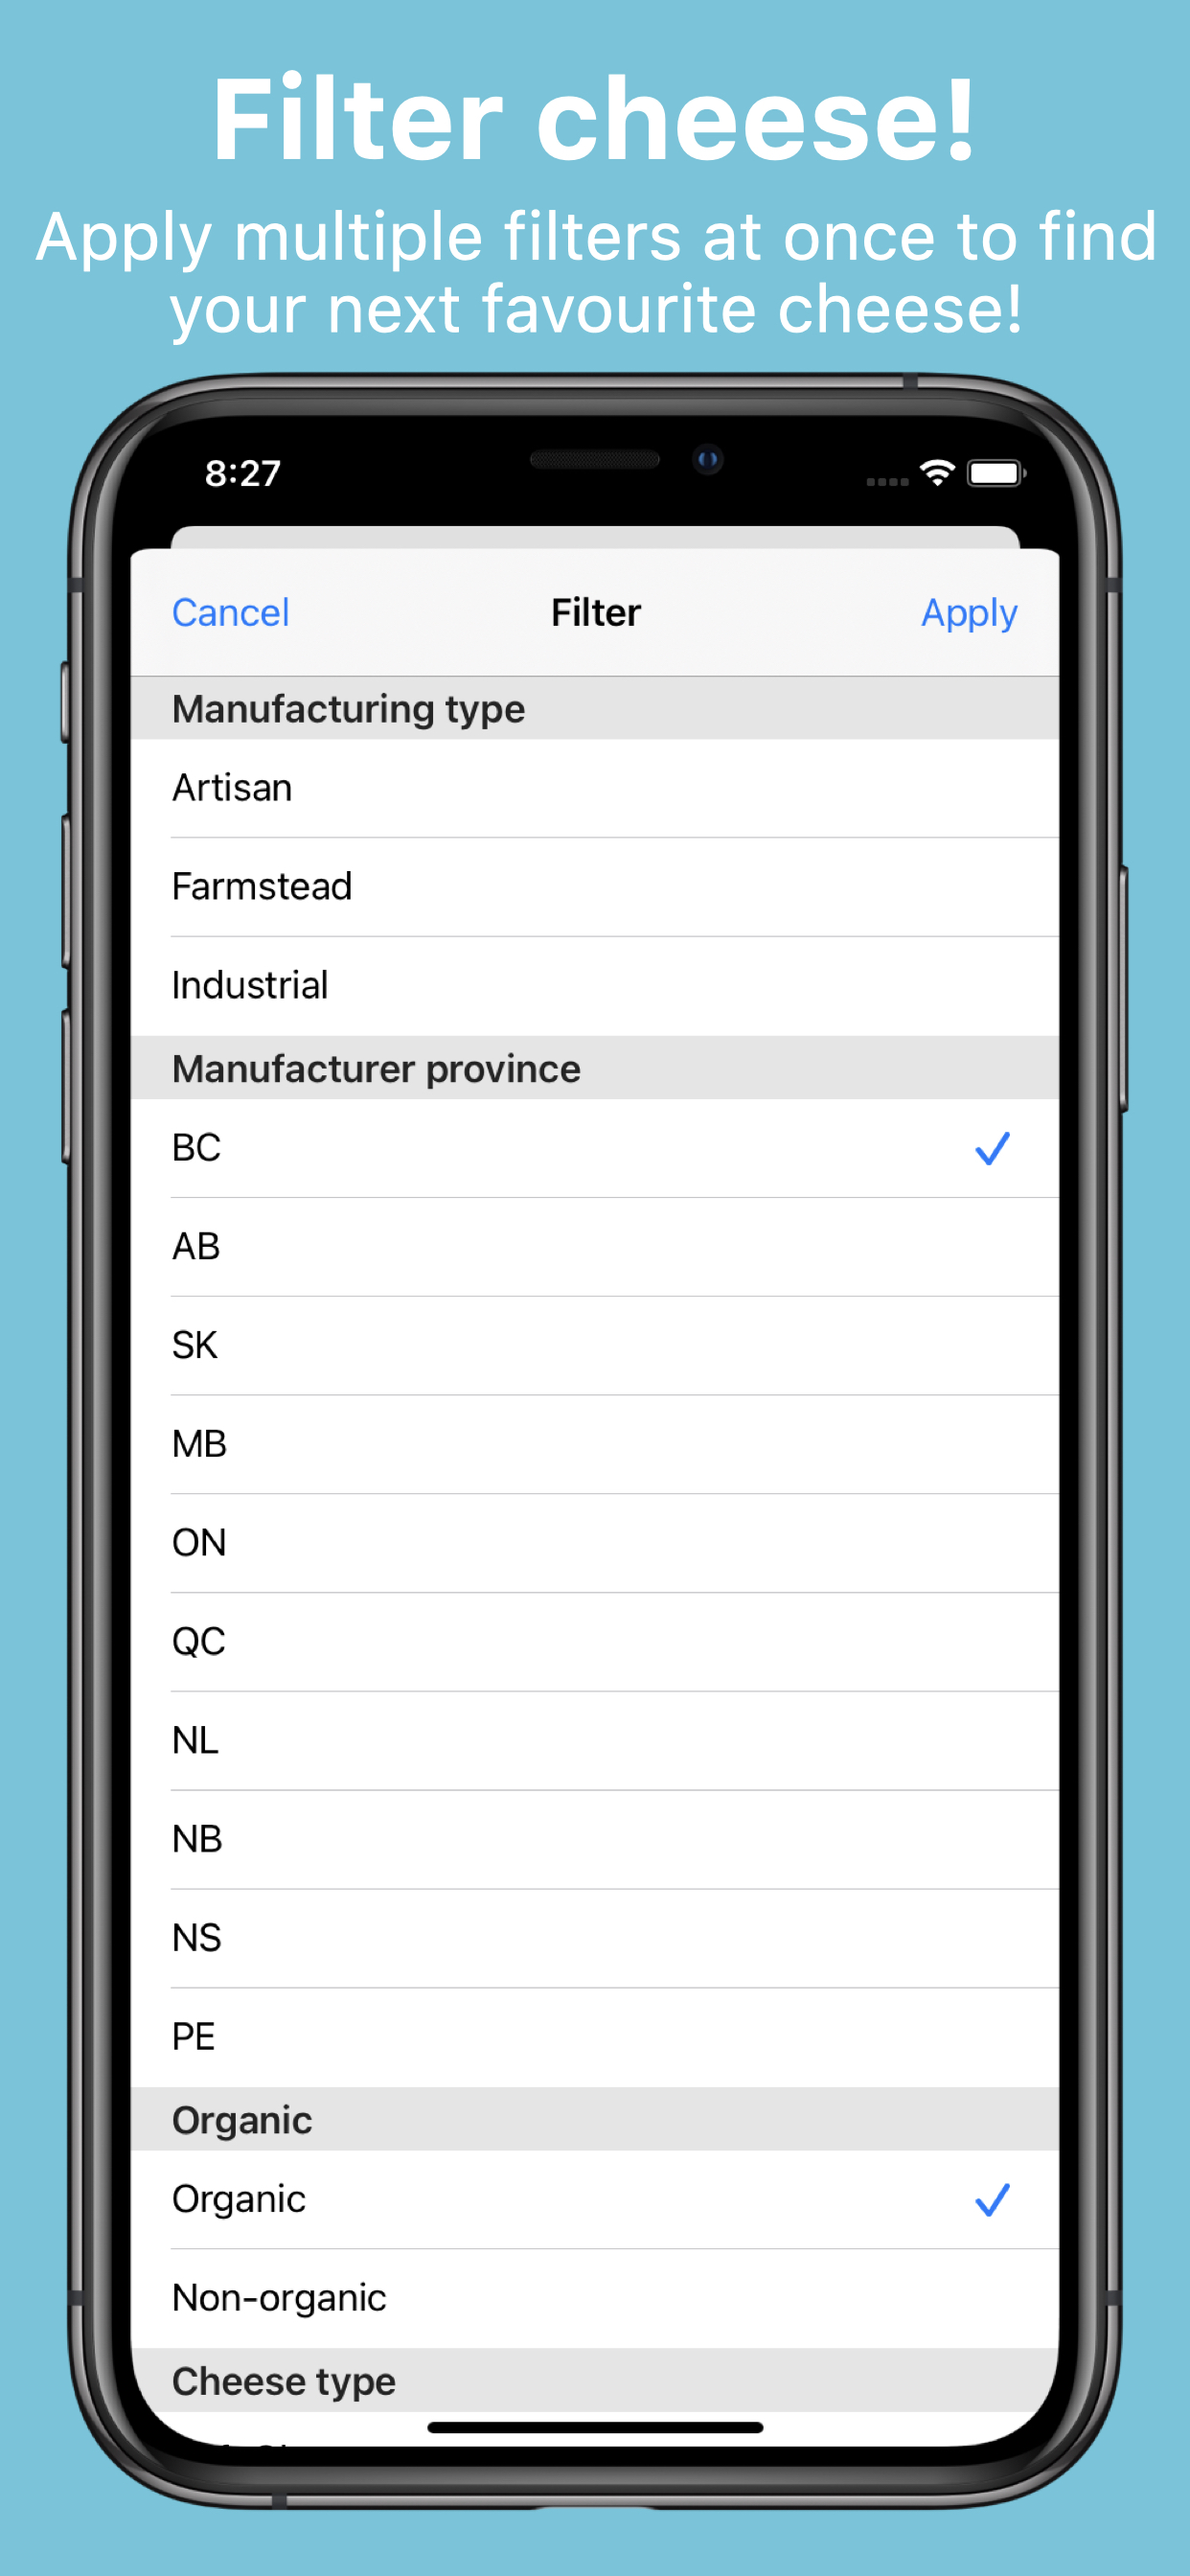 Filter cheese!
Apply multiple filters at once to find
your next favourite cheese!
8:27
Cancel Filter Apply
Manufacturing type
Artisan
Farmstead
Industrial
Manufacturer province
BC
AB
SK
MB
ON
QC
NL
NB
NS
PE
Organic
Organic
Non-organic
Cheese type